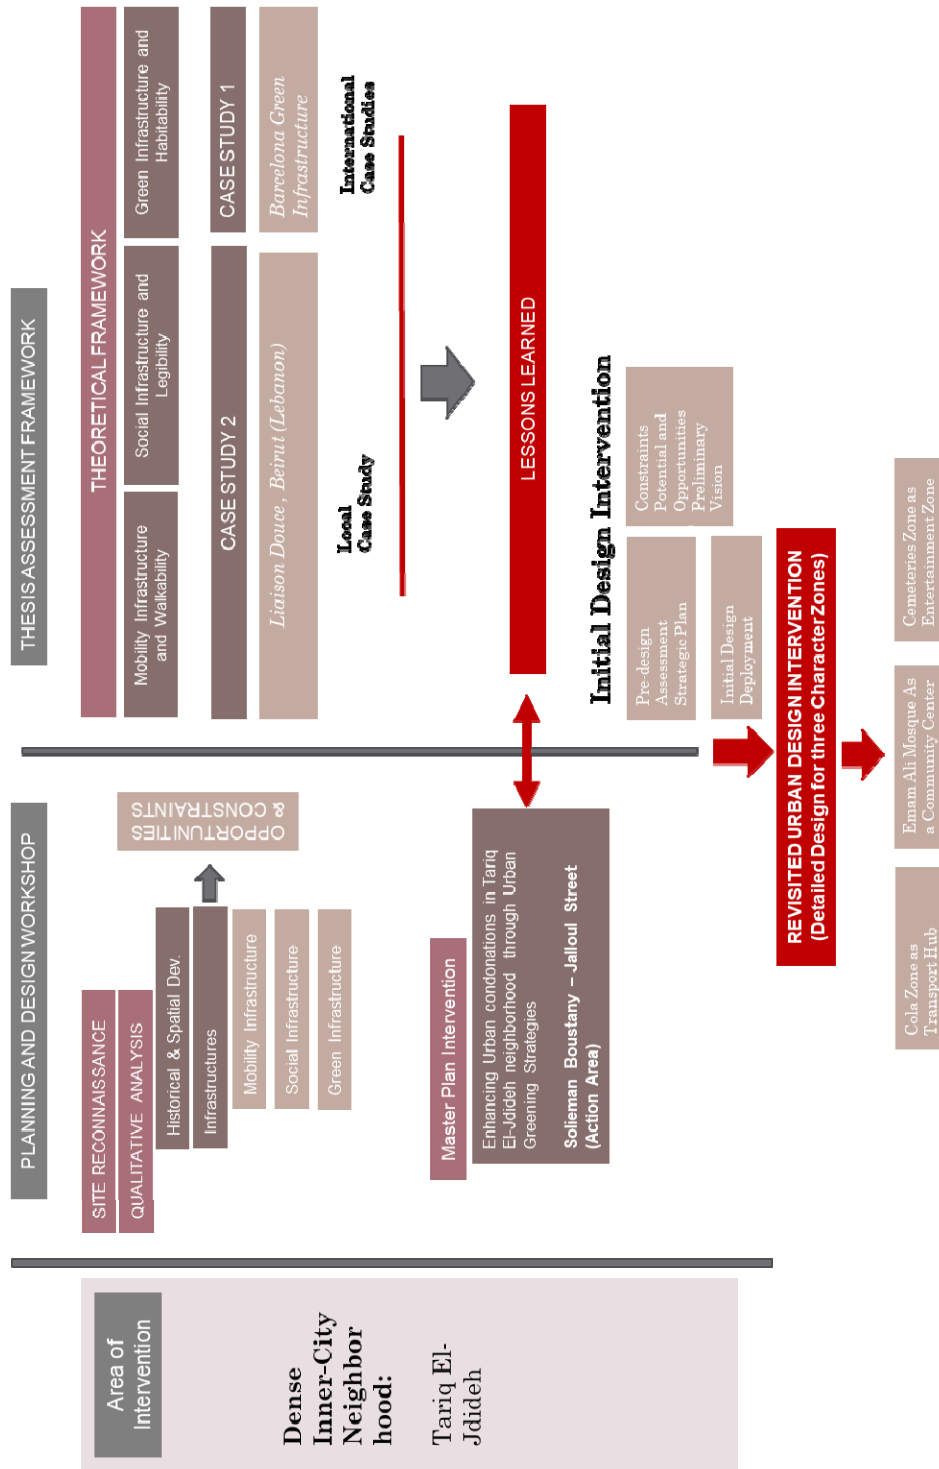 Area of
Intervention
Dense
Inner-City
Neighbor
hood:
Tariq El-
Jdideh
PLANNING AND DESIGN WORKSHOP
SITE RECONNAISSANCE
QUALITATIVE ANALYSIS
Historical & Spatial Dev.
Infrastructures
Mobility Infrastructure
Social Infrastructure
Green Infrastructure
OPPORTUNITIES
& CONSTRAINTS
Master Plan Intervention
Enhancing Urban condonations in Tariq
El-Jdideh neighborhood through Urban
Greening Strategies
Solieman Boustany – Jalloul Street
(Action Area)
THESIS ASSESSMENT FRAMEWORK
THEORETICAL FRAMEWORK
Mobility Infrastructure
and Walkability
Social Infrastructure and
Legibility
Green Infrastructure and
Habitability
CASE STUDY 2
CASE STUDY 1
Liaison Douce , Beirut (Lebanon)
Barcelona Green
Infrastructure
Local
Case Study
International
Case Studies
LESSONS LEARNED
Initial Design Intervention
Pre-design
Assessment
Strategic Plan
Constraints
Potential and
Opportunities
Preliminary
Vision
Initial Design
Deployment
REVISITED URBAN DESIGN INTERVENTION
(Detailed Design for three Character Zones)
Cola Zone as
Transport Hub
Emam Ali Mosque As
a Community Center
Cemeteries Zone as
Entertainment Zone